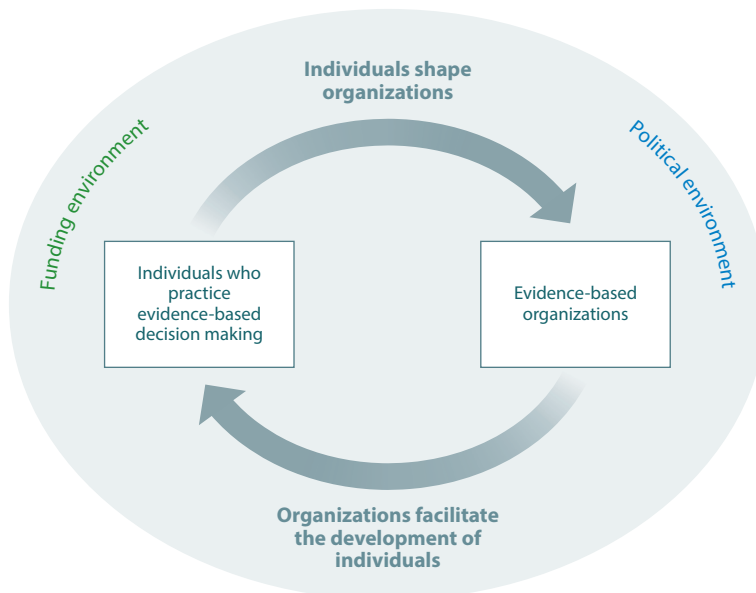 Individuals shape
organizations
Funding environment
Political environment
Individuals who
practice
evidence-based
decision making
Evidence-based
organizations
Organizations facilitate
the development of
individuals